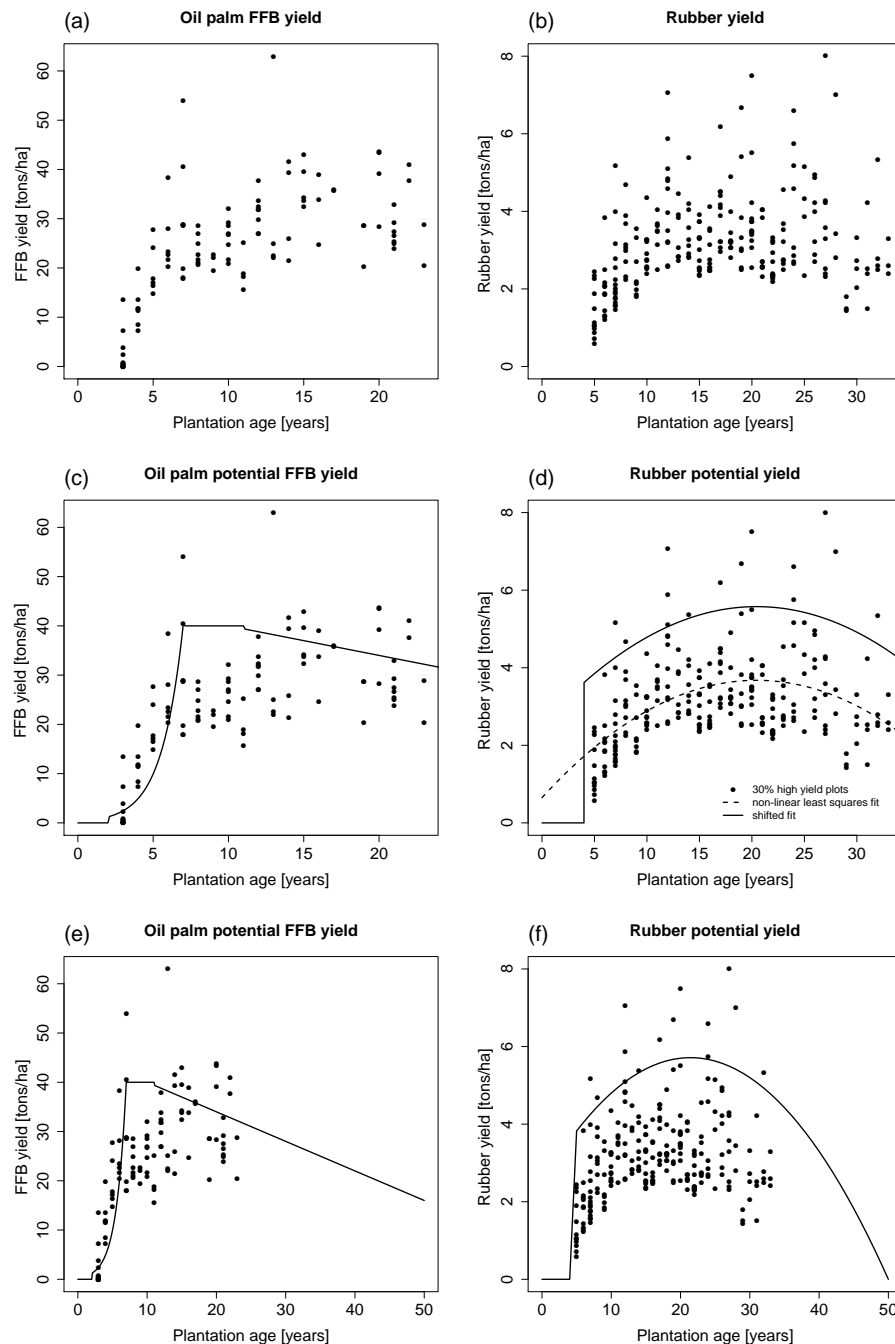 (a)
Oil palm FFB yield
FFB yield [tons/ha]
0
10
20
30
40
50
60
0
5
10
15
20
Plantation age [years]
(b)
Rubber yield
Rubber yield [tons/ha]
0
2
4
6
8
0
5
10
15
20
25
30
Plantation age [years]
(c)
Oil palm potential FFB yield
FFB yield [tons/ha]
0
10
20
30
40
50
60
0
5
10
15
20
Plantation age [years]
(d)
Rubber potential yield
Rubber yield [tons/ha]
0
2
4
6
8
30% high yield plots
non-linear least squares fit
shifted fit
0
5
10
15
20
25
30
Plantation age [years]
(e)
Oil palm potential FFB yield
FFB yield [tons/ha]
0
10
20
30
40
50
60
0
10
20
30
40
50
Plantation age [years]
(f)
Rubber potential yield
Rubber yield [tons/ha]
0
2
4
6
8
0
10
20
30
40
50
Plantation age [years]